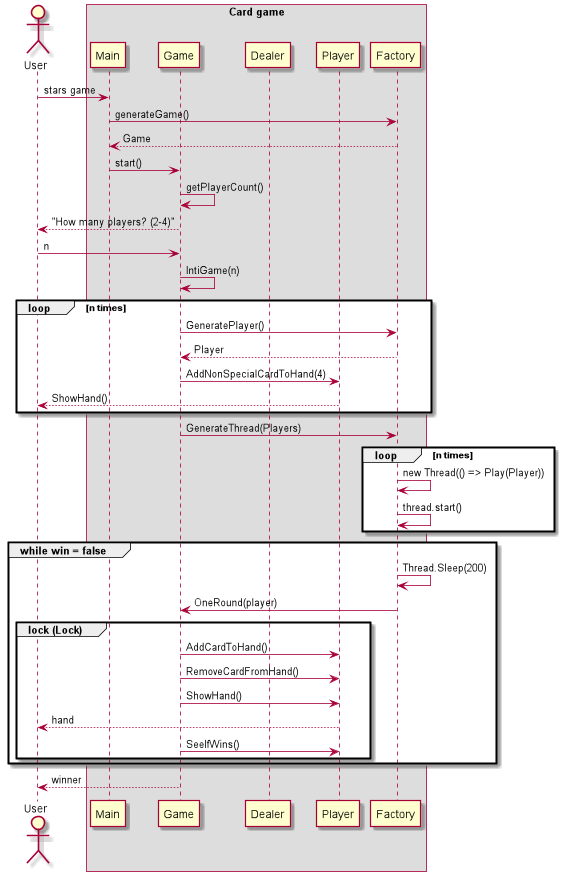 Card game
User
Main Game Dealer Player Factory
stars game
generateGame()
Game
start()
getPlayerCount()
"How many players? (2-4)"
n
IntiGame(n)
loop [n times]
GeneratePlayer()
Player
AddNonSpecialCardToHand(4)
ShowHand()
GenerateThread(Players)
loop [n times]
new Thread(() => Play(Player))
thread.start()
while win = false
Thread.Sleep(200)
OneRound(player)
lock (Lock)
AddCardToHand()
RemoveCardFromHand()
ShowHand()
hand
SeeIfWins()
winner
User Main Game Dealer Player Factory